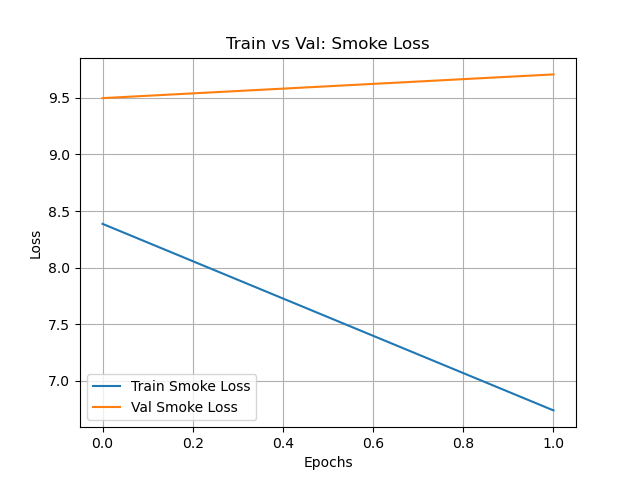 Train vs Val: Smoke Loss
9.5
9.0
8.5
8.0
7.5
7.0
Loss
Train Smoke Loss
Val Smoke Loss
0.0 0.2 0.4 0.6 0.8 1.0
Epochs